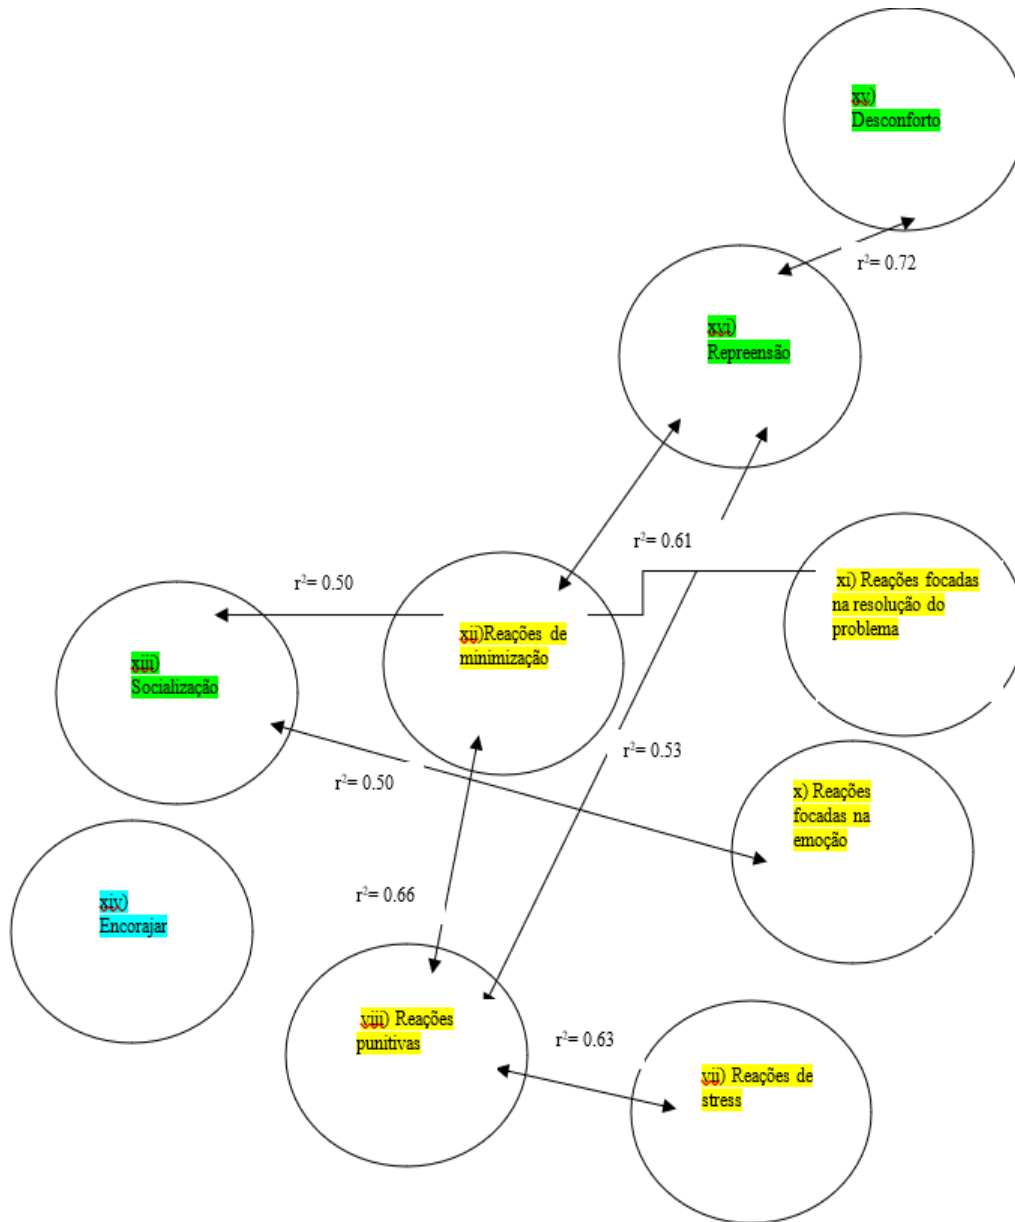 xv)
Desconforto
r²= 0.72
xvi)
Repreensão
r²= 0.61
r²= 0.50
xi) Reações focadas
na resolução do
problema
xii)Reações de
minimização
xiii)
Socialização
r²= 0.53
r²= 0.50
x) Reações
focadas na
emoção
r²= 0.66
xiv)
Encorajar
viii) Reações
punitivas
r²= 0.63
vii) Reações de
stress